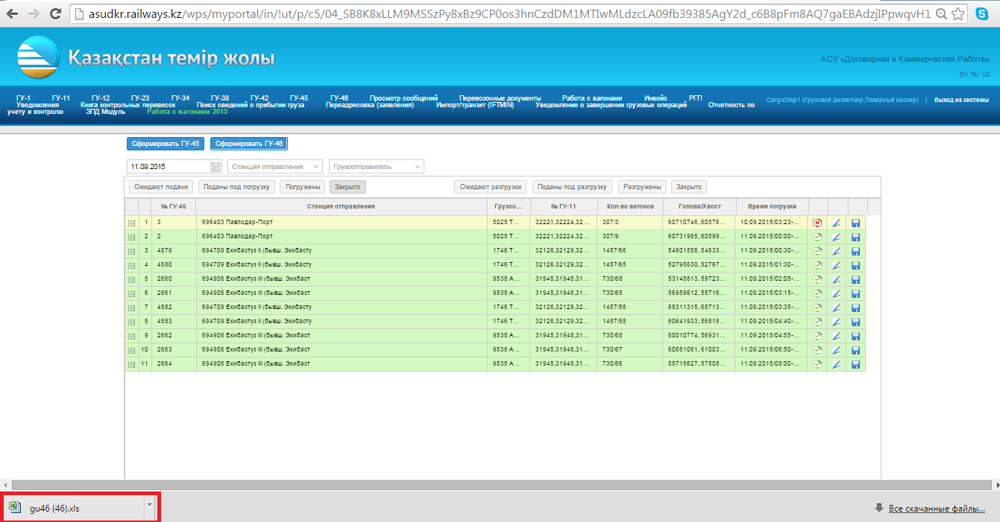 asudkr.railways.kz/wps/myportal/in/!ut/p/c5/04_SB8K8xLLM9MSSzPy8xBz9CP0os3hnCzdDM1MTIwMLdzcLA09fb39385AgY2d_c6B8pFm8AQ7gaEBAdzjIPpwqvH1
Қазақстан темір жолы
АСУ «Договорная и Коммерческая Работа»
EN RU KZ
ГУ-1 ГУ-11 ГУ-12 ГУ-23 ГУ-34 ГУ-38 ГУ-42 ГУ-45 ГУ-46 Просмотр сообщений Перевозочные документы Работа с вагонами Инвойс РГП
Уведомления Книга контрольных перевесок Поиск сведений о прибытии груза Переадресовка (заявления) Импорт/транзит (IFTMIN) Уведомление о завершении грузовых операций Отчетность по
учету и контролю ЭПД Модуль Работа с вагонами 2015
CargoDisp1 (Грузовой диспетчер,Товарный кассир) | Выход из системы
Сформировать ГУ-45 Сформировать ГУ-46
11.09.2015 Станция отправления Грузоотправитель
Ожидают подачи Поданы под погрузку Погружены Закрыто Ожидают разгрузки Поданы под разгрузку Разгружены Закрыто
№ ГУ-46 Станция отправления Грузоо... № ГУ-11 Кол-во вагонов Голова/Хвост Время погрузки
1 3 696403 Павлодар-Порт 5025 Т... 32221,32224,32... 307/3 60710746, 60576... 10.09.2015/03:23-...
2 2 696403 Павлодар-Порт 5025 Т... 32221,32224,32... 307/9 60731965, 60599... 11.09.2015/00:00-...
3 4879 694709 Екибастуз II (бывш. Экибасту 1746 Т... 32126,32129,32... 1457/66 54601588, 54633... 11.09.2015/00:30-...
4 4880 694709 Екибастуз II (бывш. Экибасту 1746 Т... 32126,32129,32... 1457/65 52795630, 52767... 11.09.2015/01:30-...
5 2660 694906 Екибастуз III (бывш. Экибаст 9538 А... 31945,31948,31... 730/68 53148813, 59723... 11.09.2015/02:05-...
6 2661 694906 Екибастуз III (бывш. Экибаст 9538 А... 31945,31948,31... 730/65 56959612, 55716... 11.09.2015/03:15-...
7 4882 694709 Екибастуз II (бывш. Экибасту 1746 Т... 32126,32129,32... 1457/58 68311315, 68713... 11.09.2015/03:35-...
8 4883 694709 Екибастуз II (бывш. Экибасту 1746 Т... 32126,32129,32... 1457/58 60641933, 56818... 11.09.2015/04:40-...
9 2662 694906 Екибастуз III (бывш. Экибаст 9538 А... 31945,31948,31... 730/68 60010774, 56931... 11.09.2015/04:55-...
10 2663 694906 Екибастуз III (бывш. Экибаст 9538 А... 31945,31948,31... 730/67 60681061, 61003... 11.09.2015/06:50-...
11 2664 694906 Екибастуз III (бывш. Экибаст 9538 А... 31945,31948,31... 730/66 55715627, 57508... 11.09.2015/08:00-...
gu46 (46).xls Все скачанные файлы...